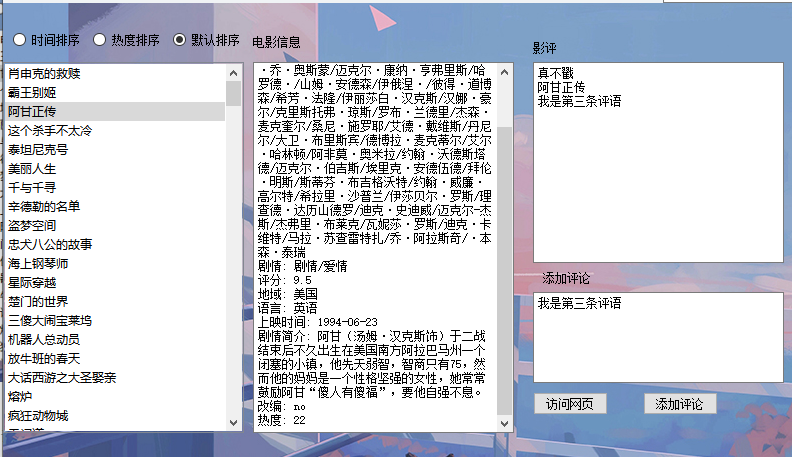 时间排序 热度排序 默认排序 电影信息
肖申克的救赎
霸王别姬
阿甘正传
这个杀手不太冷
泰坦尼克号
美丽人生
千与千寻
辛德勒的名单
盗梦空间
忠犬八公的故事
海上钢琴师
星际穿越
楚门的世界
三傻大闹宝莱坞
机器人总动员
放牛班的春天
大话西游之大圣娶亲
熔炉
疯狂动物城
·乔·奥斯蒙/迈克尔·康纳·亨弗里斯/哈
罗德·/山姆·安德森/伊俄涅·/彼得·道博
森/希芳·法隆/伊丽莎白·汉克斯/汉娜·豪
尔/克里斯托弗·琼斯/罗布·兰德里/杰森·
麦克奎尔/桑尼·施罗耶/艾德·戴维斯/丹尼
尔/大卫·布里斯宾/德博拉·麦克蒂尔/艾尔
·哈林顿/阿非莫·奥米拉/约翰·沃德斯塔
德/迈克尔·伯吉斯/埃里克·安德伍德/拜伦
·明斯/斯蒂芬·布吉格沃特/约翰·威廉·
高尔特/希拉里·沙普兰/伊莎贝尔·罗斯/理
查德·达历山德罗/迪克·史迪威/迈克尔-杰
斯/杰弗里·布莱克/瓦妮莎·罗斯/迪克·卡
维特/马拉·苏查雷特扎/乔·阿拉斯奇/·本
森·泰瑞
剧情: 剧情/爱情
评分: 9.5
地域: 美国
语言: 英语
上映时间: 1994-06-23
剧情简介: 阿甘（汤姆·汉克斯饰）于二战
结束后不久出生在美国南方阿拉巴马州一个
闭塞的小镇，他先天弱智，智商只有75，然
而他的妈妈是一个性格坚强的女性，她常常
鼓励阿甘“傻人有傻福”，要他自强不息。
改编: no
热度: 22
影评
真不戳
阿甘正传
我是第三条评语
添加评论
我是第三条评语
访问网页 添加评论